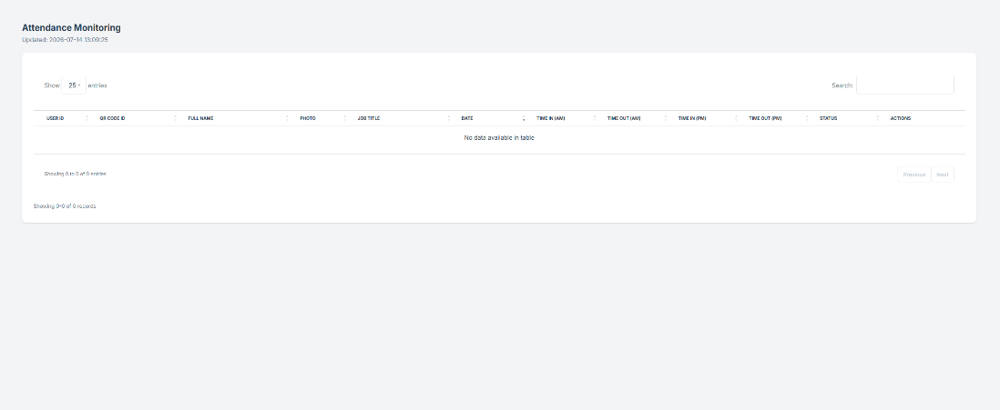 Attendance Monitoring
Updated: 2026-07-14 13:09:25
Show 25 entries Search:
USER ID QR CODE ID FULL NAME PHOTO JOB TITLE DATE TIME IN (AM) TIME OUT (AM) TIME IN (PM) TIME OUT (PM) STATUS ACTIONS
No data available in table
Showing 0 to 0 of 0 entries Previous Next
Showing 0-0 of 0 records